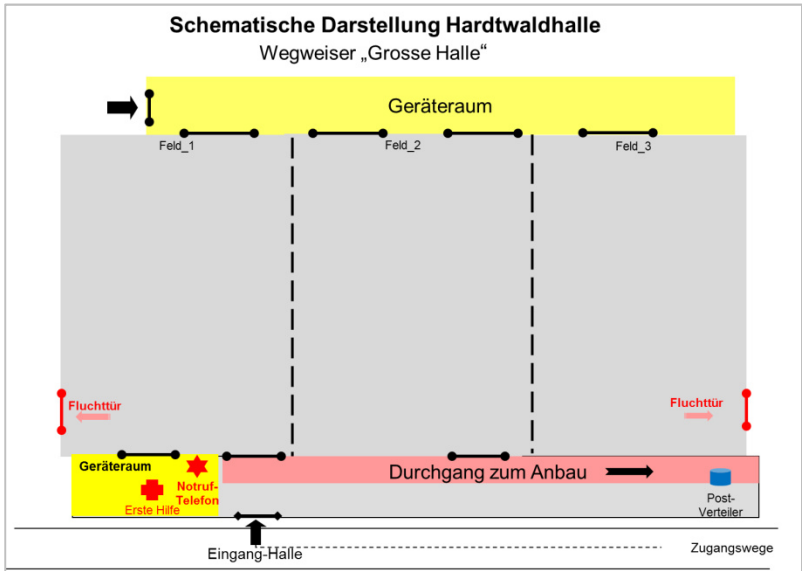 Schematische Darstellung Hardtwaldhalle
Wegweiser „Grosse Halle“
Geräteraum
Feld_1
Feld_2
Feld_3
Fluchttür
Fluchttür
Geräteraum
Notruf-
Telefon
Erste Hilfe
Durchgang zum Anbau
Post-
Verteiler
Eingang-Halle
Zugangswege